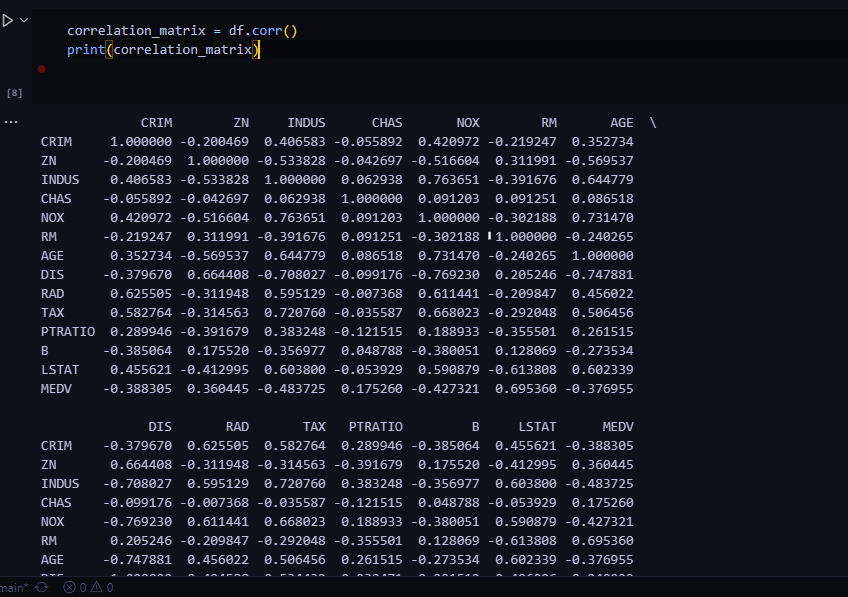 correlation_matrix = df.corr()
print(correlation_matrix)
[8]
...
CRIM ZN INDUS CHAS NOX RM AGE \
CRIM 1.000000 -0.200469 0.406583 -0.055892 0.420972 -0.219247 0.352734
ZN -0.200469 1.000000 -0.533828 -0.042697 -0.516604 0.311991 -0.569537
INDUS 0.406583 -0.533828 1.000000 0.062938 0.763651 -0.391676 0.644779
CHAS -0.055892 -0.042697 0.062938 1.000000 0.091203 0.091251 0.086518
NOX 0.420972 -0.516604 0.763651 0.091203 1.000000 -0.302188 0.731470
RM -0.219247 0.311991 -0.391676 0.091251 -0.302188 1.000000 -0.240265
AGE 0.352734 -0.569537 0.644779 0.086518 0.731470 -0.240265 1.000000
DIS -0.379670 0.664408 -0.708027 -0.099176 -0.769230 0.205246 -0.747881
RAD 0.625505 -0.311948 0.595129 -0.007368 0.611441 -0.209847 0.456022
TAX 0.582764 -0.314563 0.720760 -0.035587 0.668023 -0.292048 0.506456
PTRATIO 0.289946 -0.391679 0.383248 -0.121515 0.188933 -0.355501 0.261515
B -0.385064 0.175520 -0.356977 0.048788 -0.380051 0.128069 -0.273534
LSTAT 0.455621 -0.412995 0.603800 -0.053929 0.590879 -0.613808 0.602339
MEDV -0.388305 0.360445 -0.483725 0.175260 -0.427321 0.695360 -0.376955
DIS RAD TAX PTRATIO B LSTAT MEDV
CRIM -0.379670 0.625505 0.582764 0.289946 -0.385064 0.455621 -0.388305
ZN 0.664408 -0.311948 -0.314563 -0.391679 0.175520 -0.412995 0.360445
INDUS -0.708027 0.595129 0.720760 0.383248 -0.356977 0.603800 -0.483725
CHAS -0.099176 -0.007368 -0.035587 -0.121515 0.048788 -0.053929 0.175260
NOX -0.769230 0.611441 0.668023 0.188933 -0.380051 0.590879 -0.427321
RM 0.205246 -0.209847 -0.292048 -0.355501 0.128069 -0.613808 0.695360
AGE -0.747881 0.456022 0.506456 0.261515 -0.273534 0.602339 -0.376955
main* 0 0